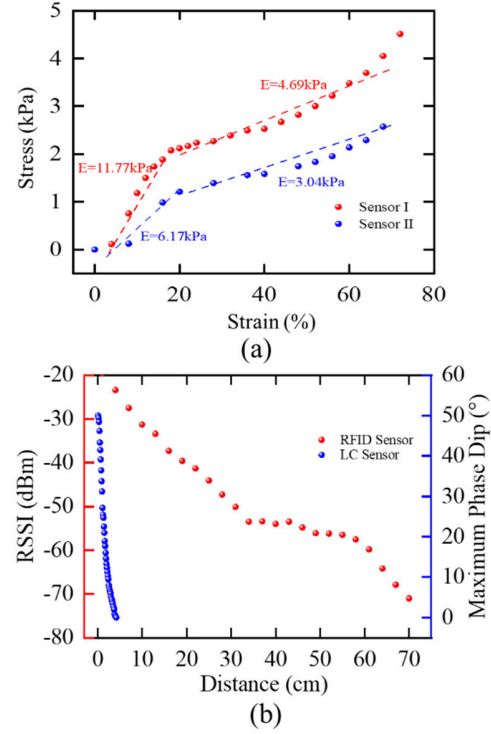 5
4
3
2
1
0
Stress (kPa)
E=4.69kPa
E=11.77kPa
E=3.04kPa
E=6.17kPa
Sensor I
Sensor II
0 20 40 60 80
Strain (%)
(a)
-20
-30
-40
-50
-60
-70
-80
RSSI (dBm)
RFID Sensor
LC Sensor
60
50
40
30
20
10
0
Maximum Phase Dip (°)
0 10 20 30 40 50 60 70
Distance (cm)
(b)